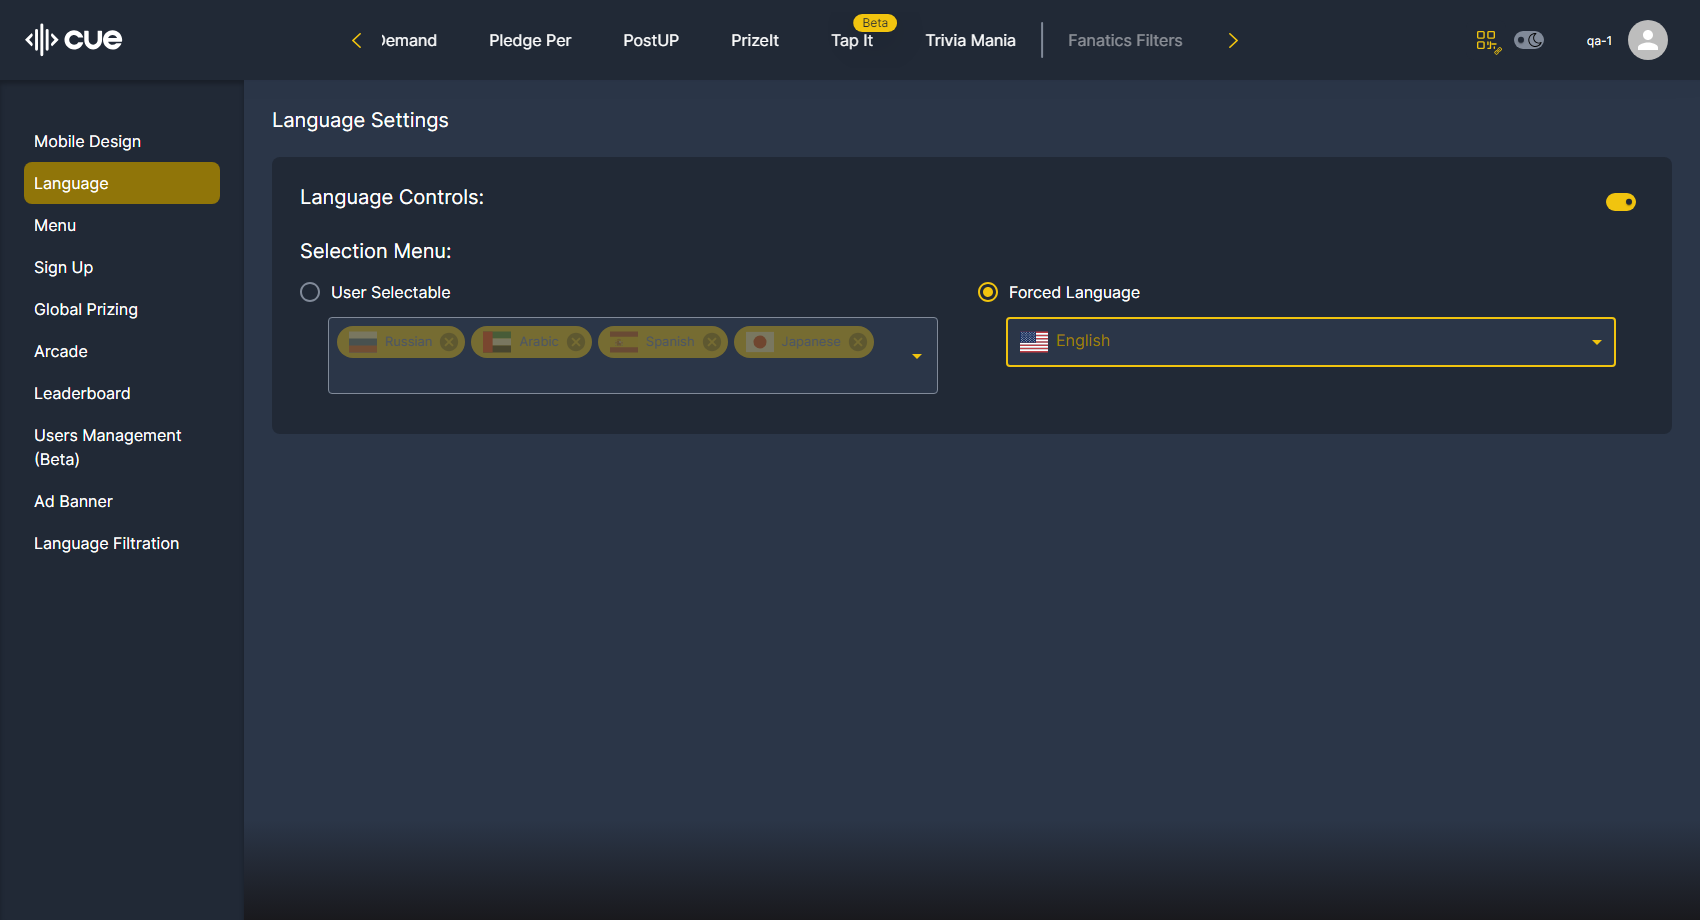 cue
Demand
Pledge Per
PostUP
PrizeIt
Tap It
Beta
Trivia Mania
Fanatics Filters
qa-1
Mobile Design
Language
Menu
Sign Up
Global Prizing
Arcade
Leaderboard
Users Management
(Beta)
Ad Banner
Language Filtration
Language Settings
Language Controls:
Selection Menu:
User Selectable
Russian
Arabic
Spanish
Japanese
Forced Language
English